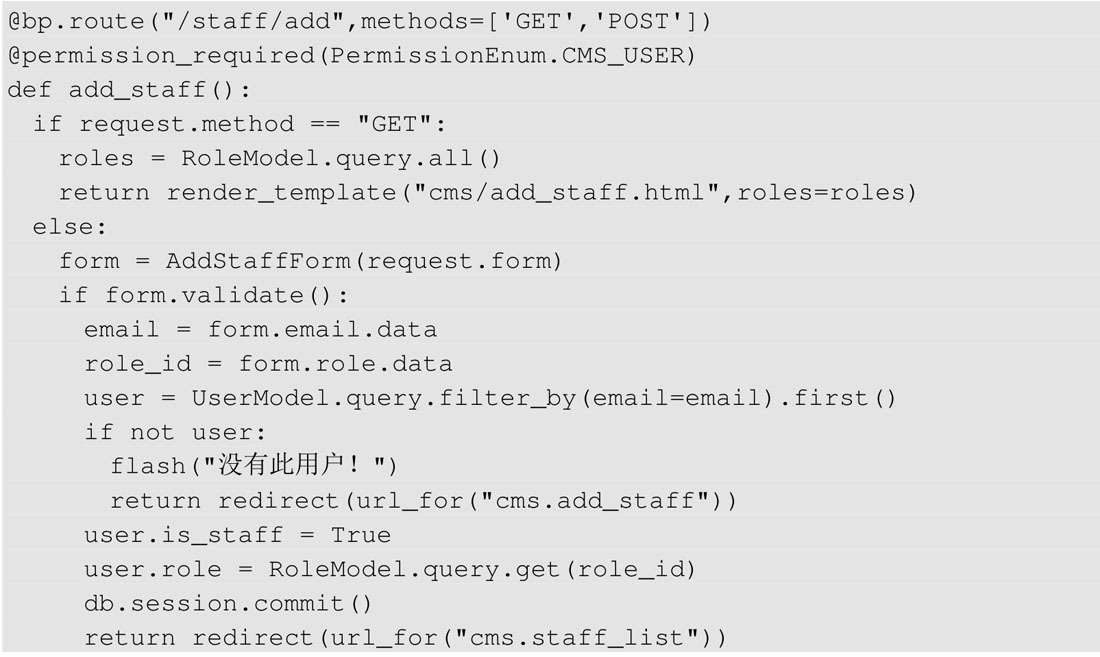 @bp.route("/staff/add",methods=['GET','POST'])
@permission_required(PermissionEnum.CMS_USER)
def add_staff():
  if request.method == "GET":
    roles = RoleModel.query.all()
    return render_template("cms/add_staff.html",roles=roles)
  else:
    form = AddStaffForm(request.form)
    if form.validate():
      email = form.email.data
      role_id = form.role.data
      user = UserModel.query.filter_by(email=email).first()
      if not user:
        flash("没有此用户！")
        return redirect(url_for("cms.add_staff"))
      user.is_staff = True
      user.role = RoleModel.query.get(role_id)
      db.session.commit()
      return redirect(url_for("cms.staff_list"))